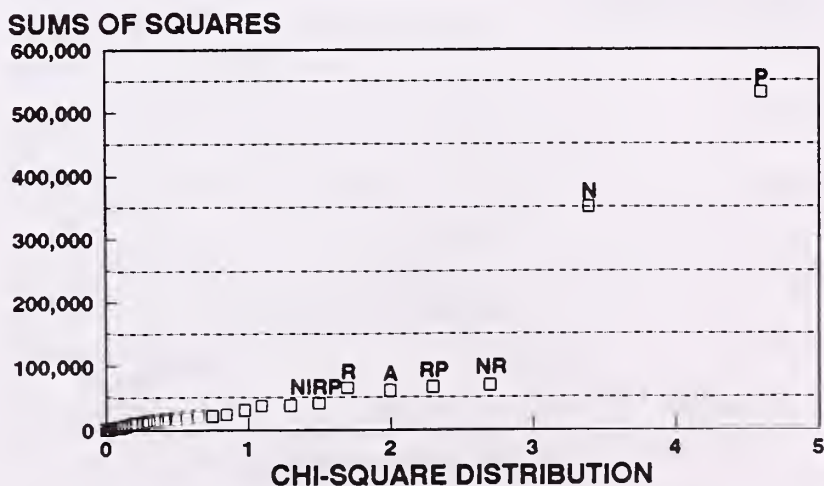 SUMS OF SQUARES
600,000
500,000
400,000
300,000
200,000
100,000
0
P
N
NIRP
R
A
RP
NR
0 1 2 3 4 5
CHI-SQUARE DISTRIBUTION